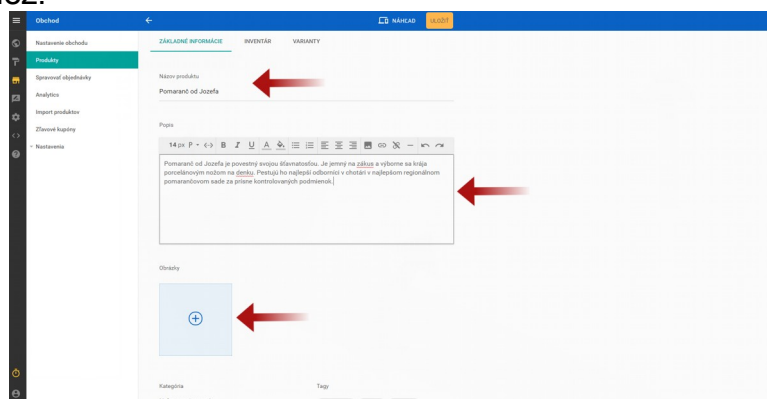 Obchod
NÁHĽAD
ULOŽIŤ
Nastavenie obchodu
Produkty
Spravovať objednávky
Analytics
Import produktov
Zľavové kupóny
Nastavenia
ZÁKLADNÉ INFORMÁCIE
INVENTÁR
VARIANTY
Názov produktu
Pomaranč od Jozefa
Popis
14 px P B I U A
Pomaranč od Jozefa je povestný svojou šťavnatosťou. Je jemný na zákus a výborne sa krája
porcelánovým nožom na denku. Pestujú ho najlepší odborníci v chotári v najlepšom regionálnom
pomarančovom sade za prísne kontrolovaných podmienok.
Obrázky
Kategória
Tagy